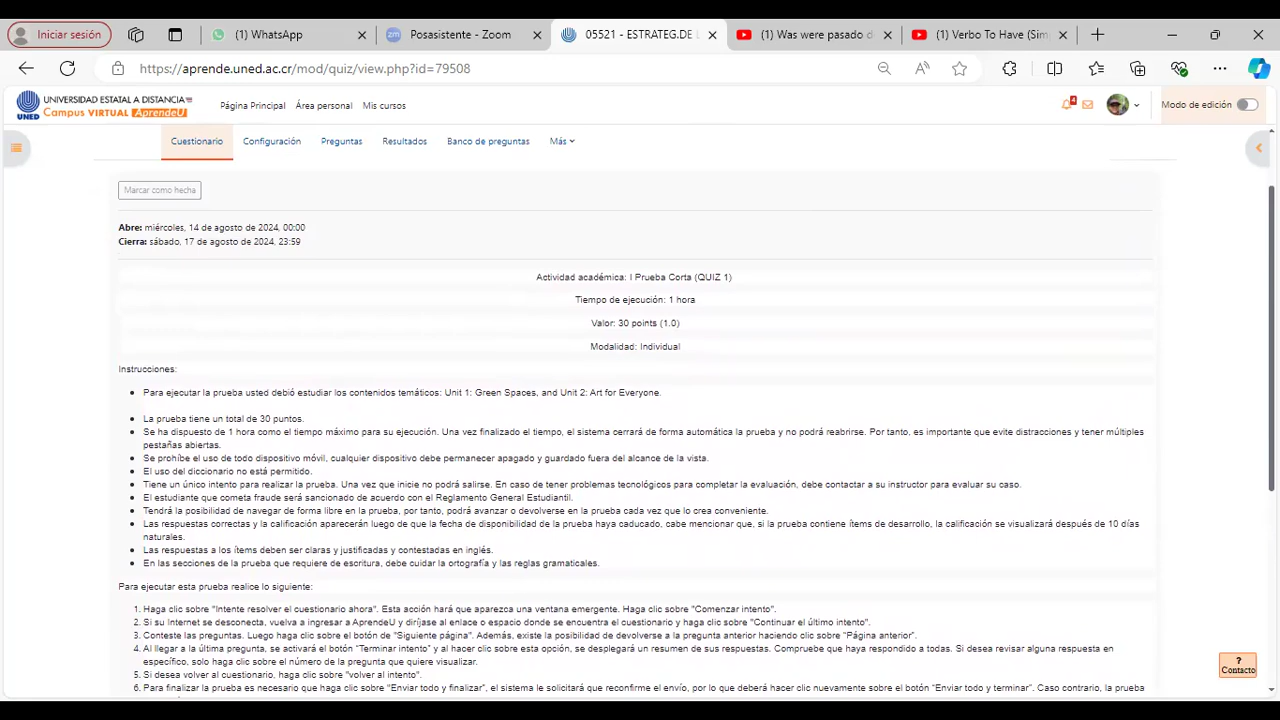 Iniciar sesión
(1) WhatsApp
Posasistente - Zoom
05521 - ESTRATEG.DE L
(1) Was were pasado d
(1) Verbo To Have (Sim
https://aprende.uned.ac.cr/mod/quiz/view.php?id=79508
UNED
UNIVERSIDAD ESTATAL A DISTANCIA
Campus VIRTUAL AprendeU
Página Principal Área personal Mis cursos
4
Modo de edición
Cuestionario Configuración Preguntas Resultados Banco de preguntas Más
Marcar como hecha
Abre: miércoles, 14 de agosto de 2024, 00:00
Cierra: sábado, 17 de agosto de 2024, 23:59
Actividad académica: I Prueba Corta (QUIZ 1)
Tiempo de ejecución: 1 hora
Valor: 30 points (1.0)
Modalidad: Individual
Instrucciones:
Para ejecutar la prueba usted debió estudiar los contenidos temáticos: Unit 1: Green Spaces, and Unit 2: Art for Everyone.
La prueba tiene un total de 30 puntos.
Se ha dispuesto de 1 hora como el tiempo máximo para su ejecución. Una vez finalizado el tiempo, el sistema cerrará de forma automática la prueba y no podrá reabrirse. Por tanto, es importante que evite distracciones y tener múltiples
pestañas abiertas.
Se prohíbe el uso de todo dispositivo móvil, cualquier dispositivo debe permanecer apagado y guardado fuera del alcance de la vista.
El uso del diccionario no está permitido.
Tiene un único intento para realizar la prueba. Una vez que inicie no podrá salirse. En caso de tener problemas tecnológicos para completar la evaluación, debe contactar a su instructor para evaluar su caso.
El estudiante que cometa fraude será sancionado de acuerdo con el Reglamento General Estudiantil.
Tendrá la posibilidad de navegar de forma libre en la prueba, por tanto, podrá avanzar o devolverse en la prueba cada vez que lo crea conveniente.
Las respuestas correctas y la calificación aparecerán luego de que la fecha de disponibilidad de la prueba haya caducado, cabe mencionar que, si la prueba contiene ítems de desarrollo, la calificación se visualizará después de 10 días
naturales.
Las respuestas a los ítems deben ser claras y justificadas y contestadas en inglés.
En las secciones de la prueba que requiere de escritura, debe cuidar la ortografía y las reglas gramaticales.
Para ejecutar esta prueba realice lo siguiente:
1. Haga clic sobre "Intente resolver el cuestionario ahora". Esta acción hará que aparezca una ventana emergente. Haga clic sobre "Comenzar intento".
2. Si su Internet se desconecta, vuelva a ingresar a AprendeU y diríjase al enlace o espacio donde se encuentra el cuestionario y haga clic sobre "Continuar el último intento".
3. Conteste las preguntas. Luego haga clic sobre el botón de "Siguiente página". Además, existe la posibilidad de devolverse a la pregunta anterior haciendo clic sobre "Página anterior".
4. Al llegar a la última pregunta, se activará el botón "Terminar intento" y al hacer clic sobre esta opción, se desplegará un resumen de sus respuestas. Compruebe que haya respondido a todas. Si desea revisar alguna respuesta en
específico, solo haga clic sobre el número de la pregunta que quiere visualizar.
5. Si desea volver al cuestionario, haga clic sobre "volver al intento".
6. Para finalizar la prueba es necesario que haga clic sobre "Enviar todo y finalizar", el sistema le solicitará que reconfirme el envío, por lo que deberá hacer clic nuevamente sobre el botón "Enviar todo y terminar". Caso contrario, la prueba
?
Contacto